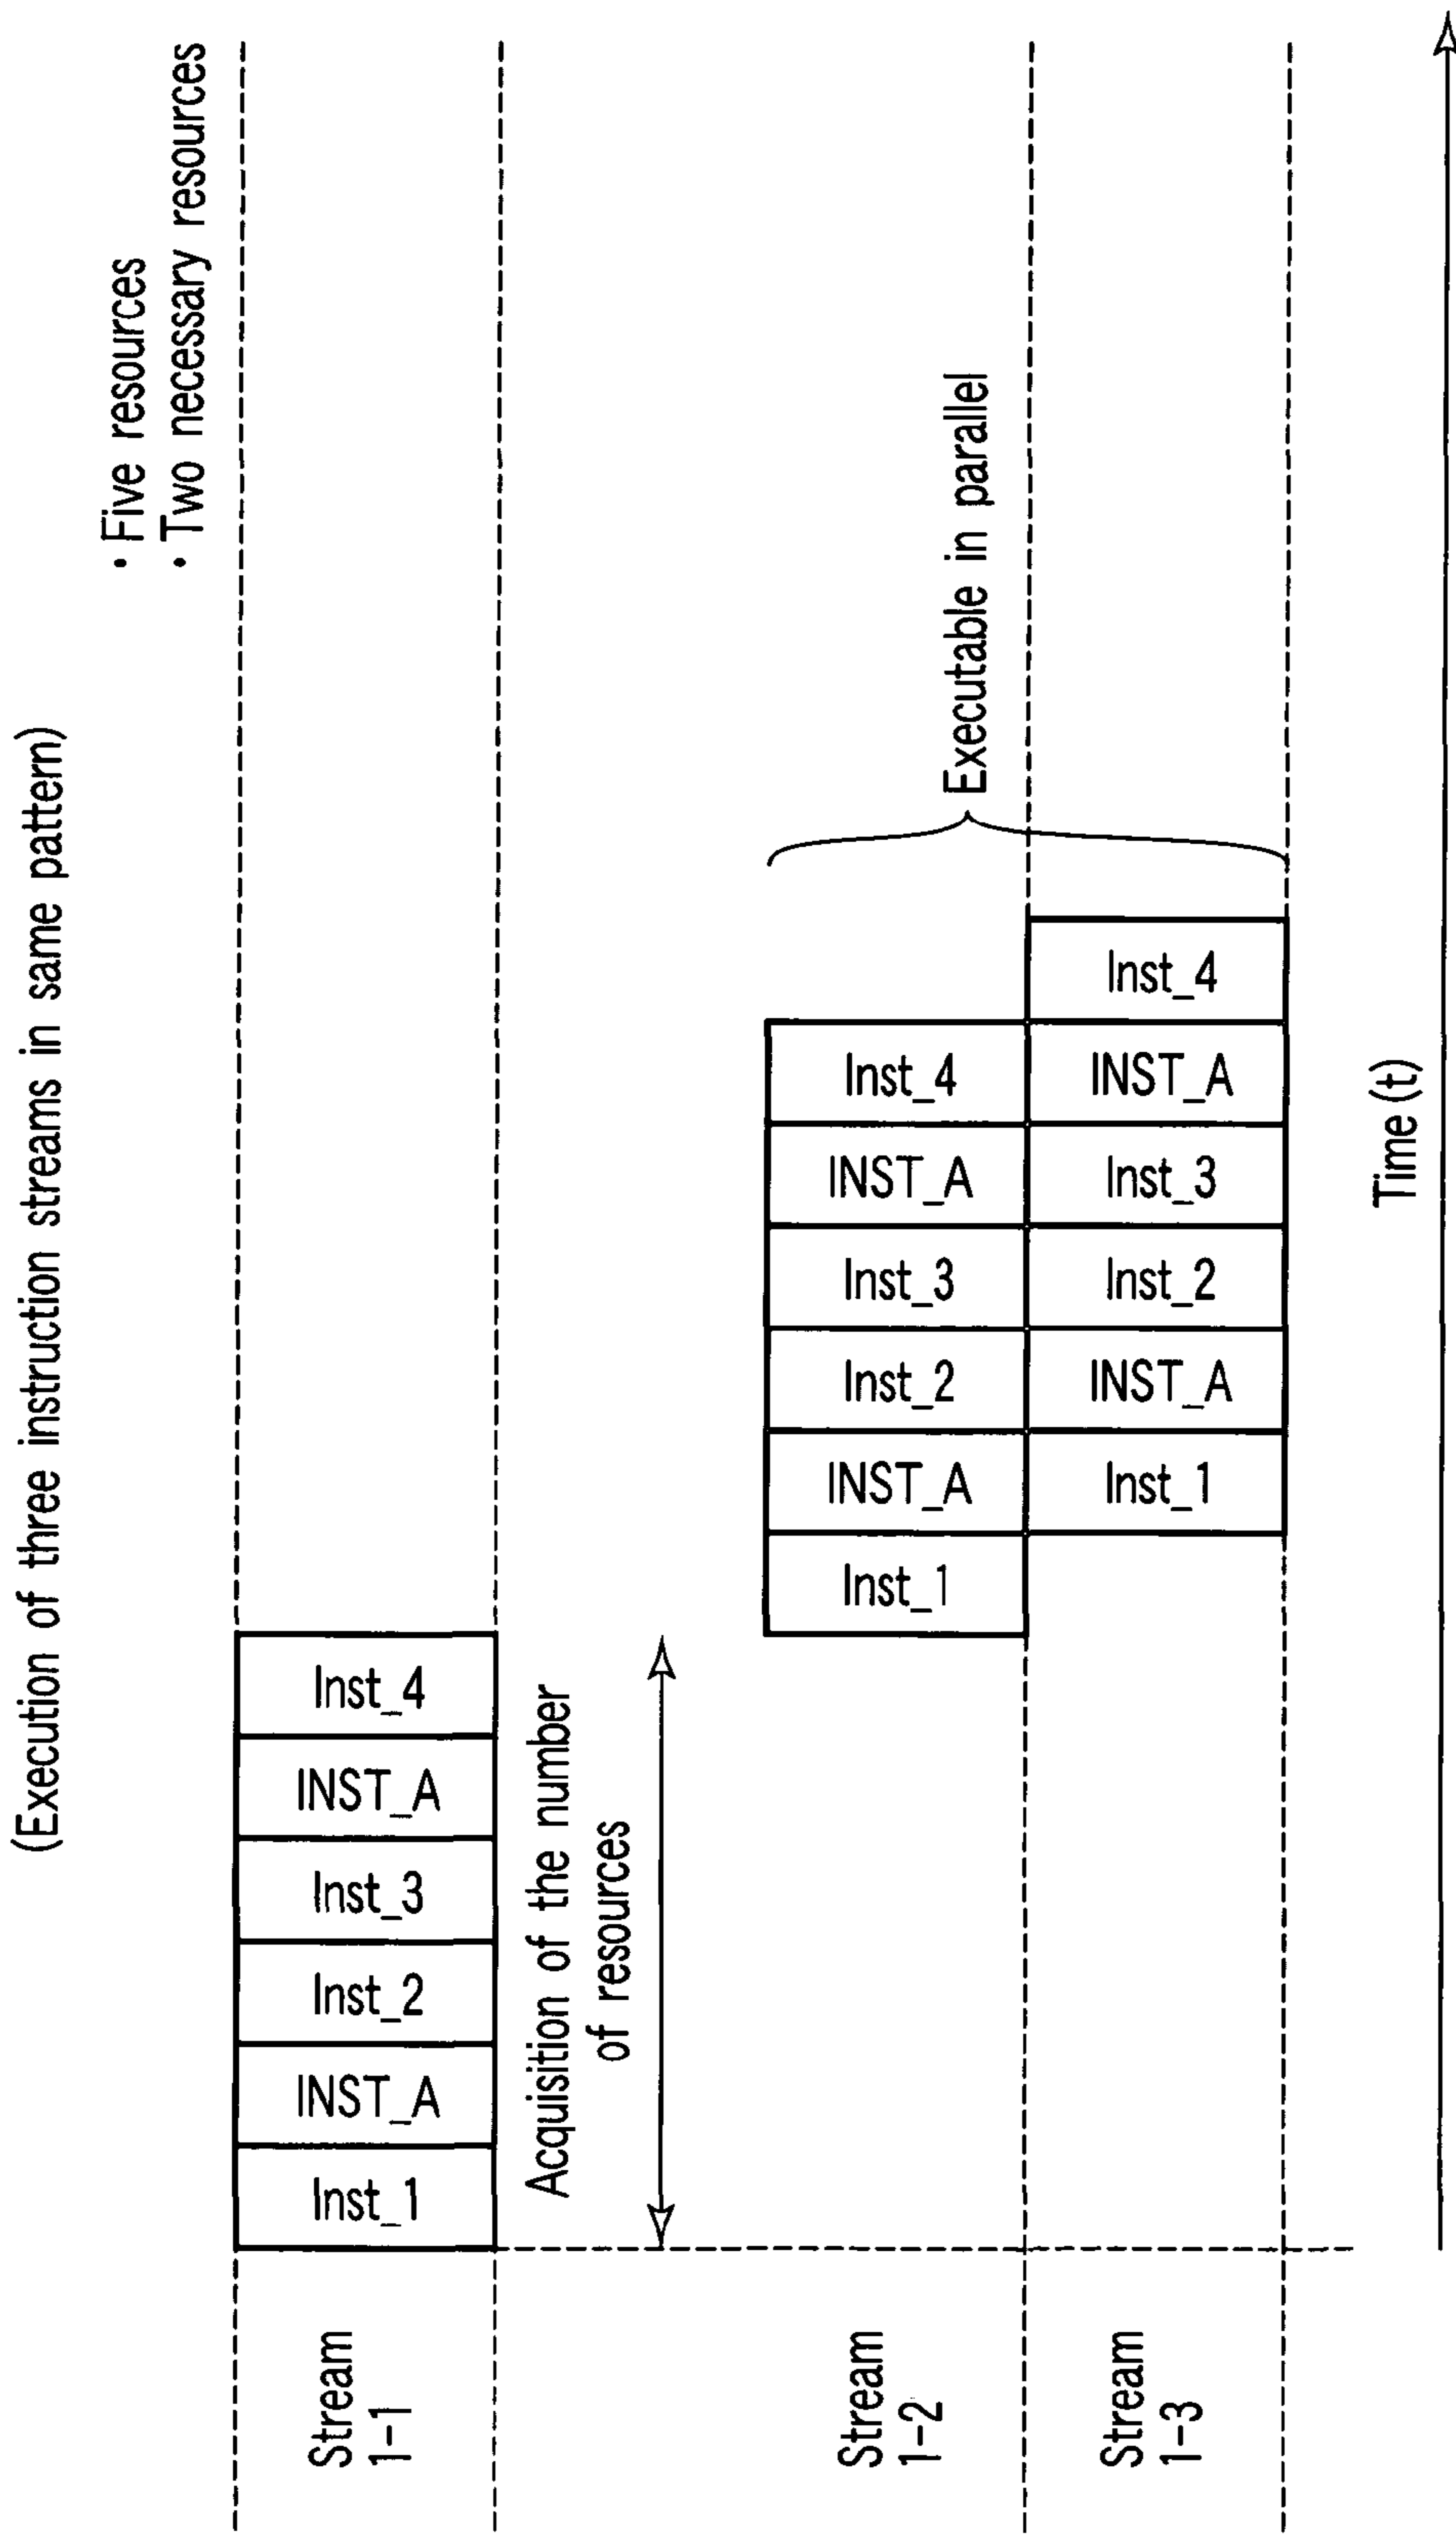 (Execution of three instruction streams in same pattern)
· Five resources
· Two necessary resources
Stream
1-1
Inst_1
INST_A
Inst_2
Inst_3
INST_A
Inst_4
Acquisition of the number
of resources
Executable in parallel
Stream
1-2
Inst_1
INST_A
Inst_2
Inst_3
INST_A
Inst_4
Stream
1-3
Inst_1
INST_A
Inst_2
Inst_3
INST_A
Inst_4
Time (t)